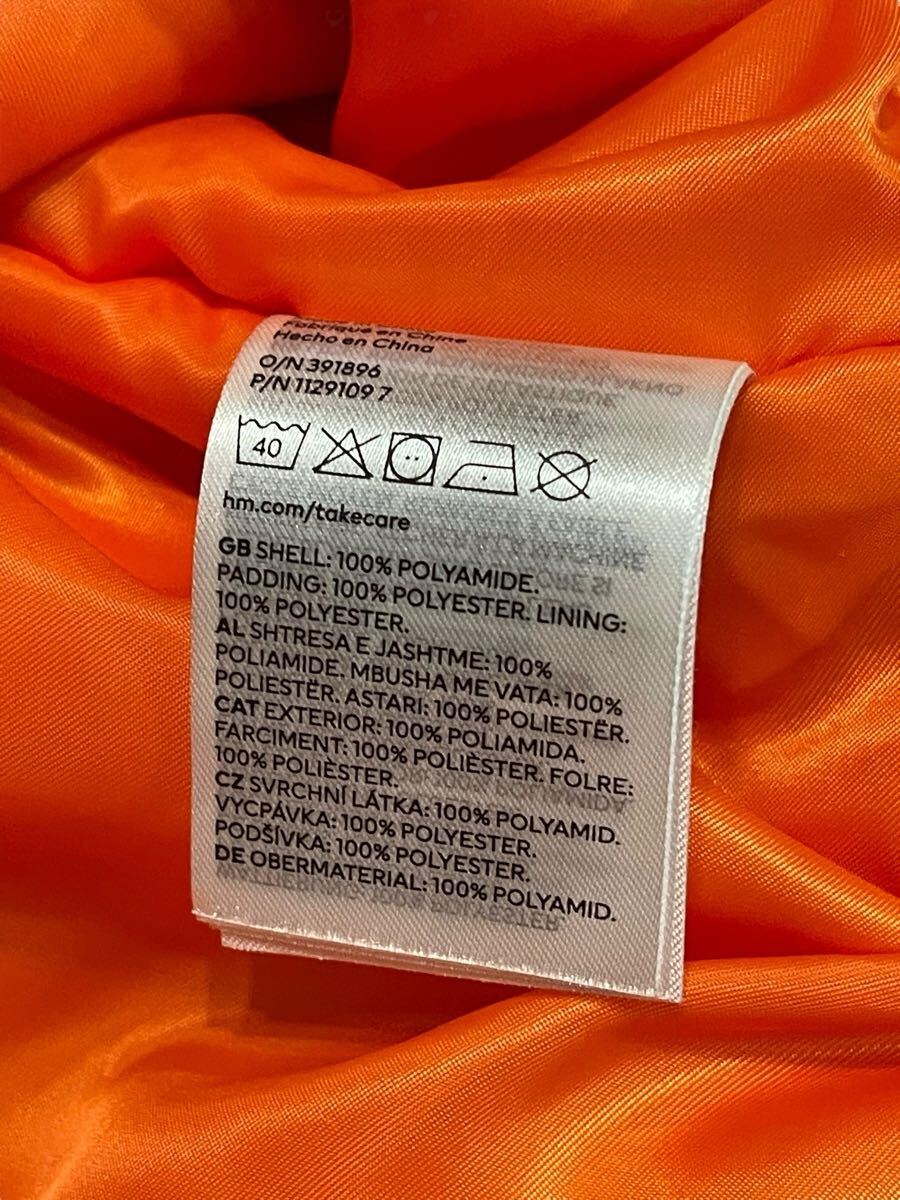 Fabriqué en Chine
Hecho en China
O/N 391896
P/N 1129109 7
40
hm.com/takecare
GB SHELL: 100% POLYAMIDE.
PADDING: 100% POLYESTER. LINING:
100% POLYESTER.
AL SHTRESA E JASHTME: 100%
POLIAMIDE. MBUSHA ME VATA: 100%
POLIESTËR. ASTARI: 100% POLIESTËR.
CAT EXTERIOR: 100% POLIAMIDA.
FARCIMENT: 100% POLIÈSTER. FOLRE:
100% POLIÈSTER.
CZ SVRCHNÍ LÁTKA: 100% POLYAMID.
VYCPÁVKA: 100% POLYESTER.
PODŠÍVKA: 100% POLYESTER.
DE OBERMATERIAL: 100% POLYAMID.